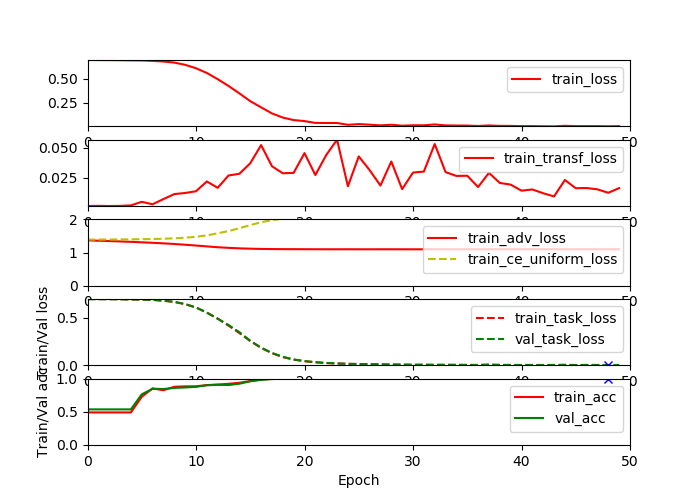 0.50
0.25
train_loss
0 10 20 30 40 50
0.050
0.025
train_transf_loss
0 10 20 30 40 50
2
1
0
train_adv_loss
train_ce_uniform_loss
0 10 20 30 40 50
Train/Val loss
0.5
0.0
train_task_loss
val_task_loss
0 10 20 30 40 50
Train/Val acc
1.0
0.5
0.0
train_acc
val_acc
0 10 20 30 40 50
Epoch